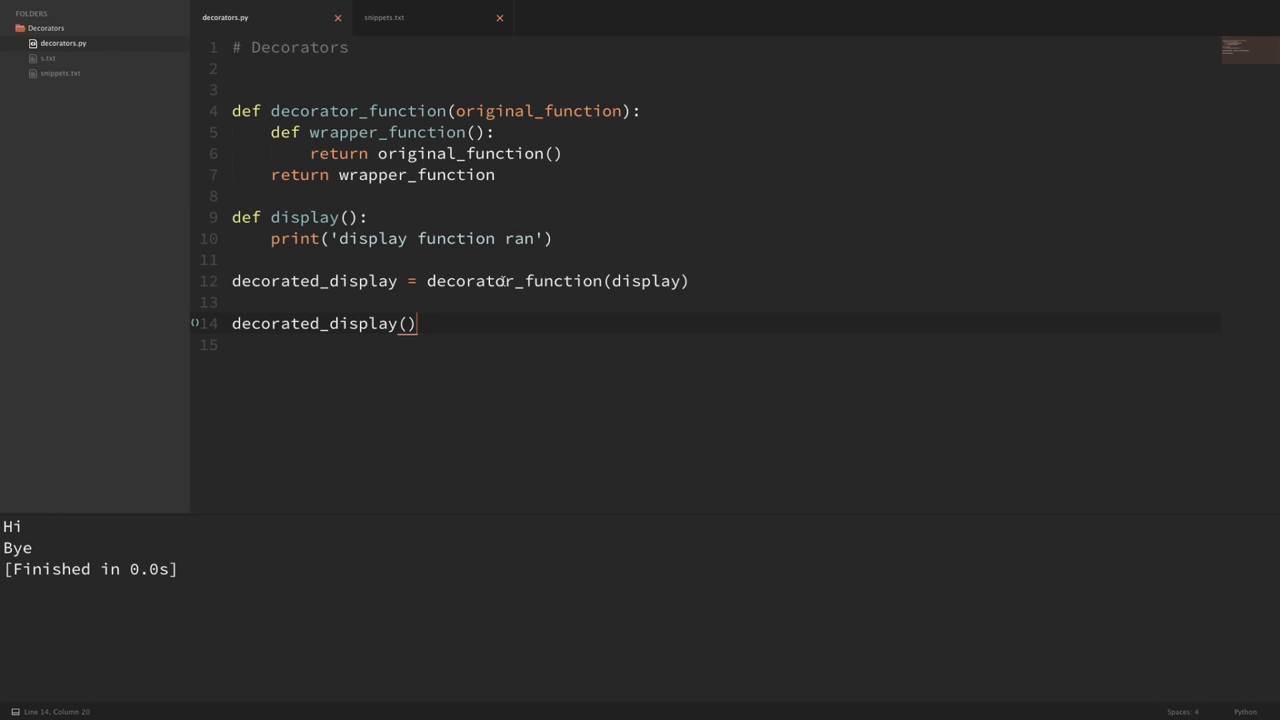 FOLDERS
Decorators
decorators.py
s.txt
snippets.txt
decorators.py
snippets.txt
1 # Decorators
2
3
4 def decorator_function(original_function):
5     def wrapper_function():
6         return original_function()
7     return wrapper_function
8
9 def display():
10     print('display function ran')
11
12 decorated_display = decorator_function(display)
13
14 decorated_display()
15
Hi
Bye
[Finished in 0.0s]
Line 14, Column 20
Spaces: 4
Python